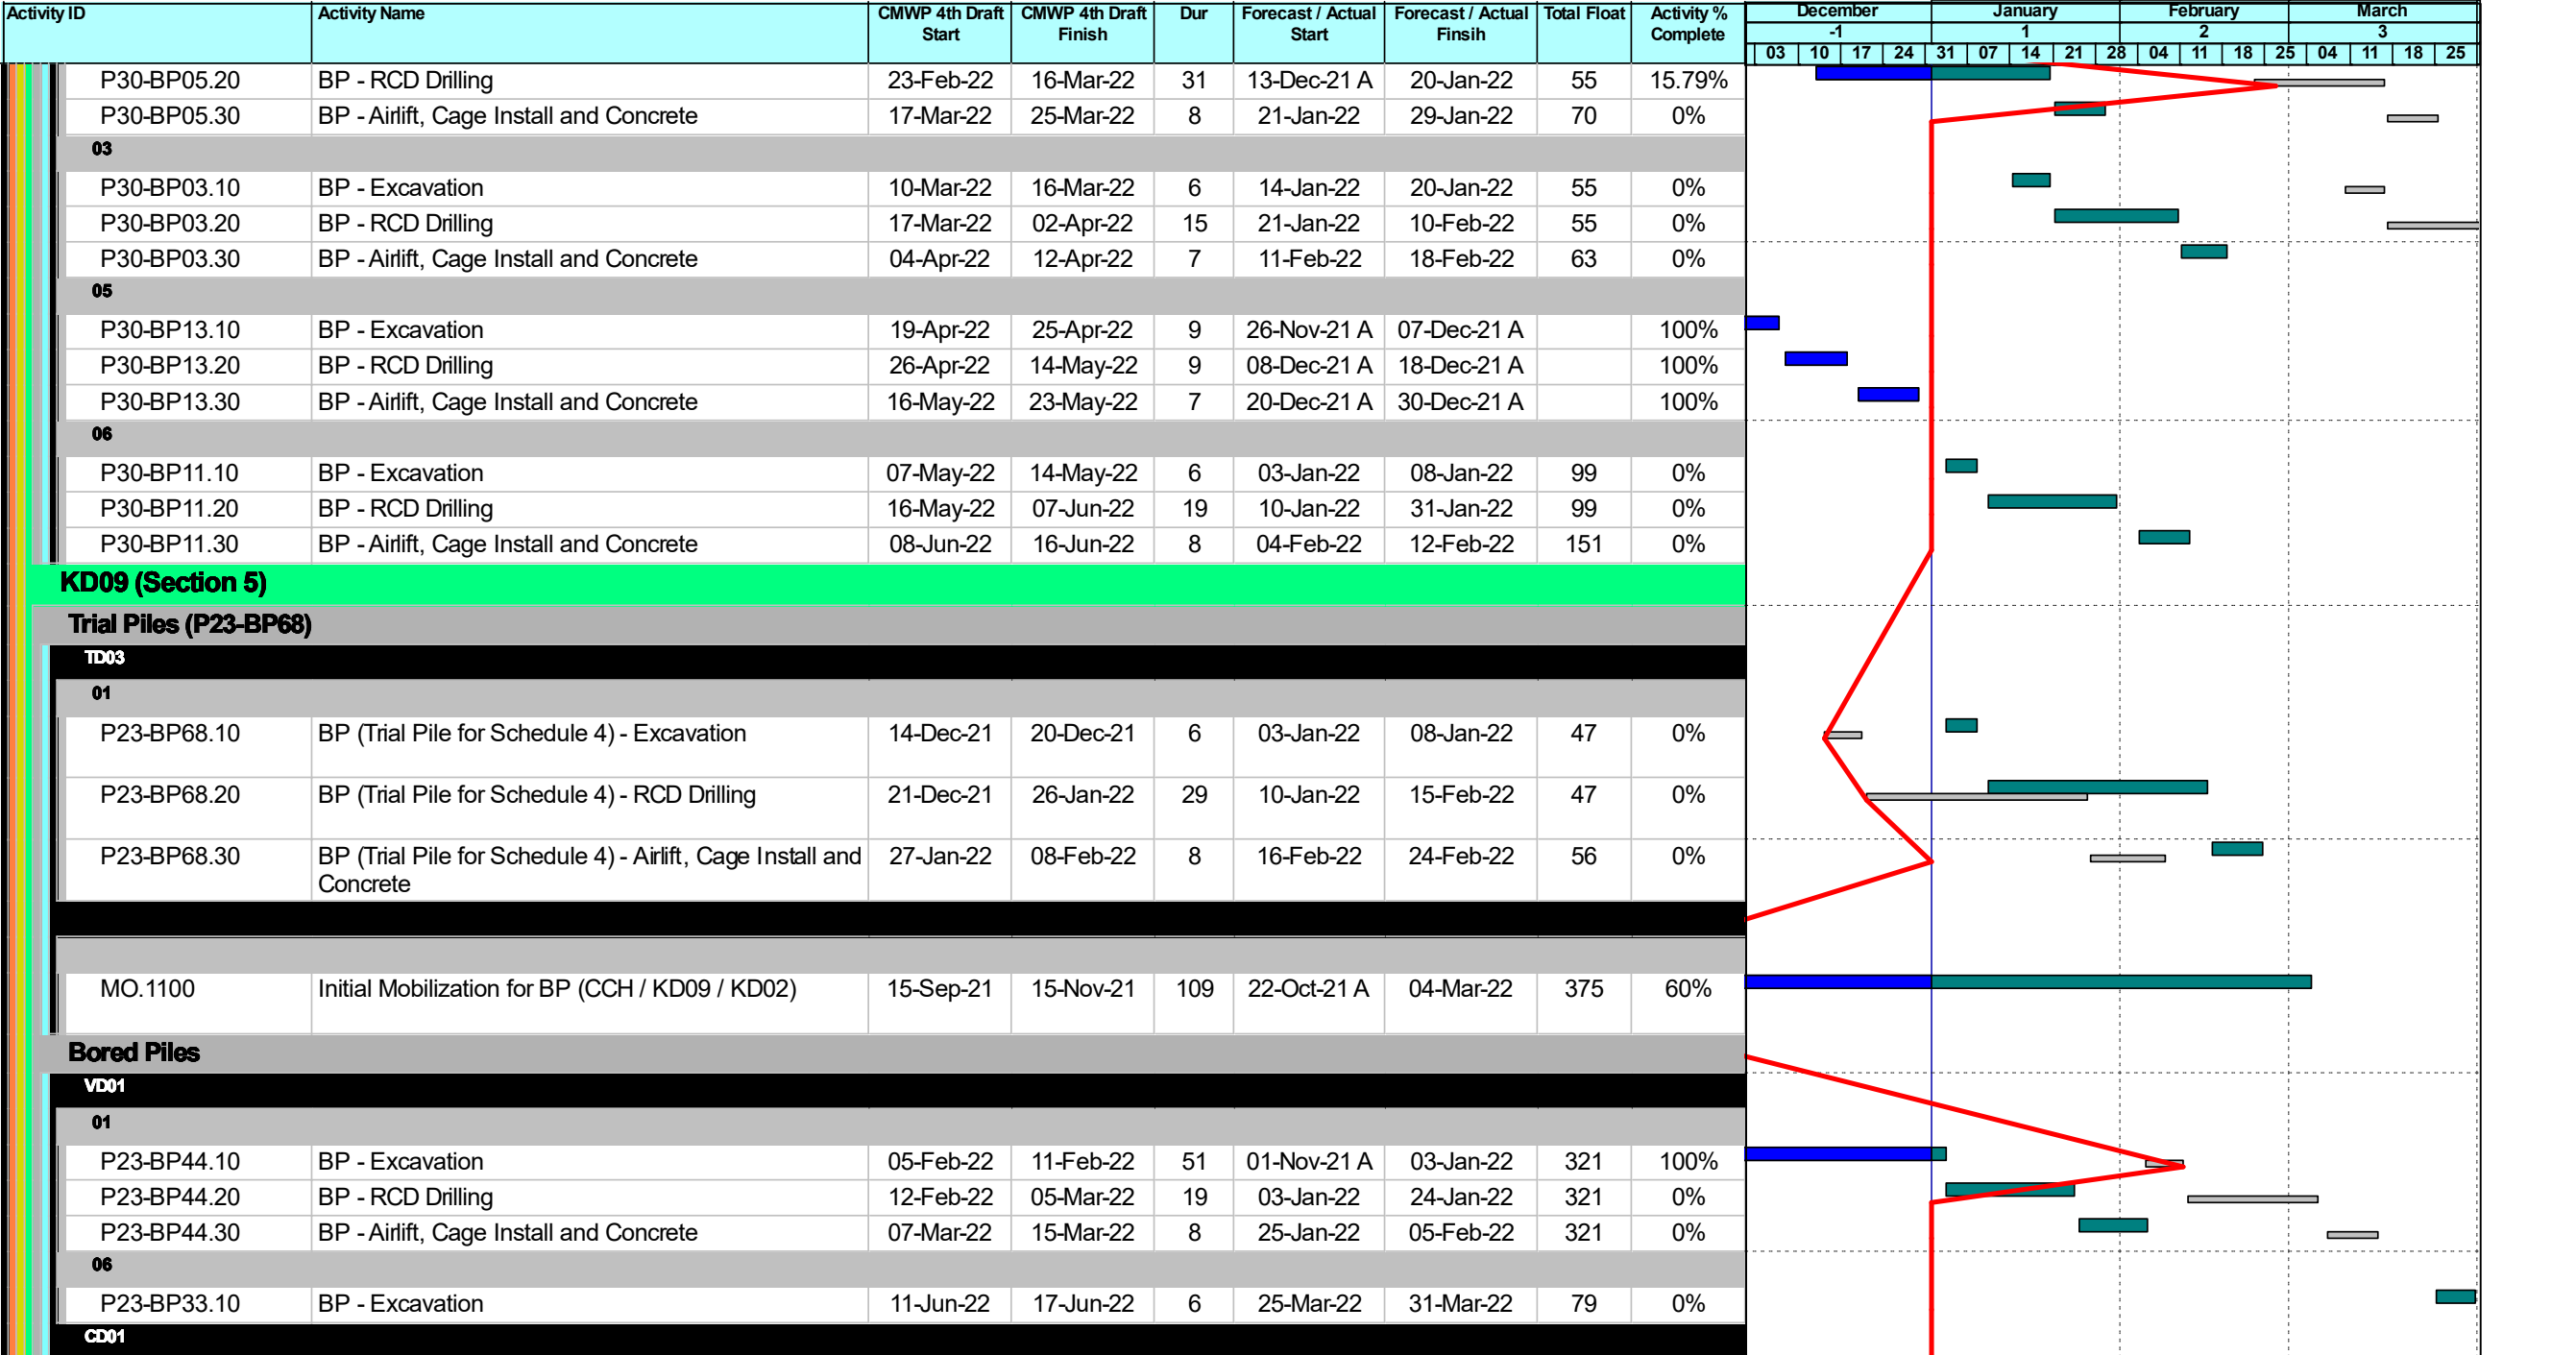 Activity ID Activity Name CMWP 4th Draft CMWP 4th Draft Dur Forecast / Actual Forecast / Actual Total Float Activity % December January February March
Start Finish Start Finsih Complete -1 1 2 3
03 10 17 24 31 07 14 21 28 04 11 18 25 04 11 18 25
P30-BP05.20 BP - RCD Drilling 23-Feb-22 16-Mar-22 31 13-Dec-21 A 20-Jan-22 55 15.79%
P30-BP05.30 BP - Airlift, Cage Install and Concrete 17-Mar-22 25-Mar-22 8 21-Jan-22 29-Jan-22 70 0%
03
P30-BP03.10 BP - Excavation 10-Mar-22 16-Mar-22 6 14-Jan-22 20-Jan-22 55 0%
P30-BP03.20 BP - RCD Drilling 17-Mar-22 02-Apr-22 15 21-Jan-22 10-Feb-22 55 0%
P30-BP03.30 BP - Airlift, Cage Install and Concrete 04-Apr-22 12-Apr-22 7 11-Feb-22 18-Feb-22 63 0%
05
P30-BP13.10 BP - Excavation 19-Apr-22 25-Apr-22 9 26-Nov-21 A 07-Dec-21 A 100%
P30-BP13.20 BP - RCD Drilling 26-Apr-22 14-May-22 9 08-Dec-21 A 18-Dec-21 A 100%
P30-BP13.30 BP - Airlift, Cage Install and Concrete 16-May-22 23-May-22 7 20-Dec-21 A 30-Dec-21 A 100%
06
P30-BP11.10 BP - Excavation 07-May-22 14-May-22 6 03-Jan-22 08-Jan-22 99 0%
P30-BP11.20 BP - RCD Drilling 16-May-22 07-Jun-22 19 10-Jan-22 31-Jan-22 99 0%
P30-BP11.30 BP - Airlift, Cage Install and Concrete 08-Jun-22 16-Jun-22 8 04-Feb-22 12-Feb-22 151 0%
KD09 (Section 5)
Trial Piles (P23-BP68)
TD03
01
P23-BP68.10 BP (Trial Pile for Schedule 4) - Excavation 14-Dec-21 20-Dec-21 6 03-Jan-22 08-Jan-22 47 0%
P23-BP68.20 BP (Trial Pile for Schedule 4) - RCD Drilling 21-Dec-21 26-Jan-22 29 10-Jan-22 15-Feb-22 47 0%
P23-BP68.30 BP (Trial Pile for Schedule 4) - Airlift, Cage Install and 27-Jan-22 08-Feb-22 8 16-Feb-22 24-Feb-22 56 0%
Concrete
MO.1100 Initial Mobilization for BP (CCH / KD09 / KD02) 15-Sep-21 15-Nov-21 109 22-Oct-21 A 04-Mar-22 375 60%
Bored Piles
VD01
01
P23-BP44.10 BP - Excavation 05-Feb-22 11-Feb-22 51 01-Nov-21 A 03-Jan-22 321 100%
P23-BP44.20 BP - RCD Drilling 12-Feb-22 05-Mar-22 19 03-Jan-22 24-Jan-22 321 0%
P23-BP44.30 BP - Airlift, Cage Install and Concrete 07-Mar-22 15-Mar-22 8 25-Jan-22 05-Feb-22 321 0%
06
P23-BP33.10 BP - Excavation 11-Jun-22 17-Jun-22 6 25-Mar-22 31-Mar-22 79 0%
CD01